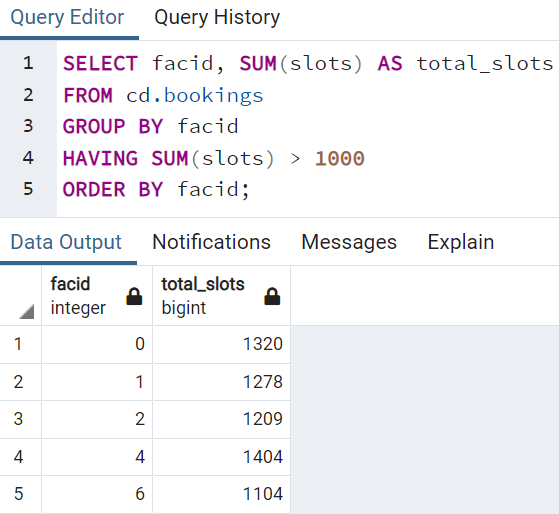 Query Editor Query History
1 SELECT facid, SUM(slots) AS total_slots
2 FROM cd.bookings
3 GROUP BY facid
4 HAVING SUM(slots) > 1000
5 ORDER BY facid;
Data Output Notifications Messages Explain
facid total_slots
integer bigint
1 0 1320
2 1 1278
3 2 1209
4 4 1404
5 6 1104